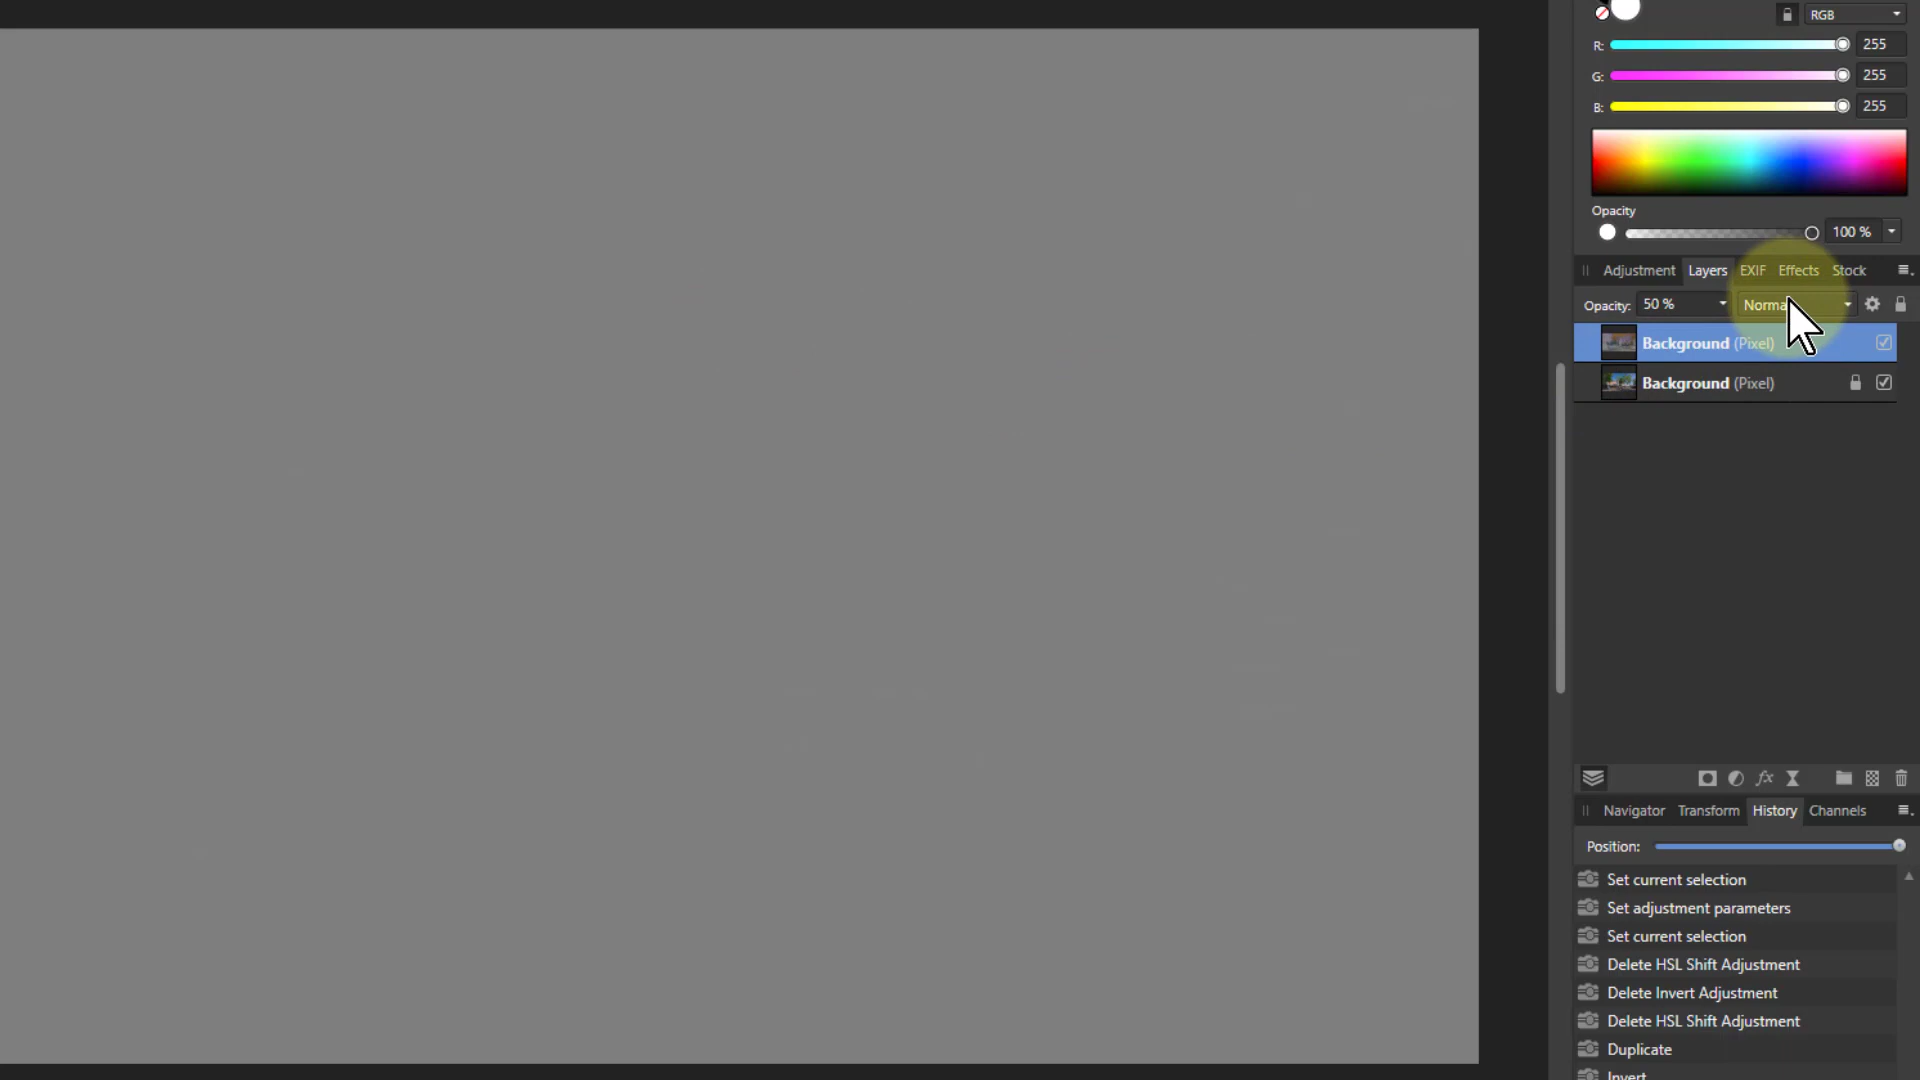 RGB
R: 255
G: 255
B: 255
Opacity
100 %
Adjustment Layers EXIF Effects Stock
Opacity: 50 % Norma
Background (Pixel)
Background (Pixel)
fx
Navigator Transform History Channels
Position:
Set current selection
Set adjustment parameters
Set current selection
Delete HSL Shift Adjustment
Delete Invert Adjustment
Delete HSL Shift Adjustment
Duplicate
Invert